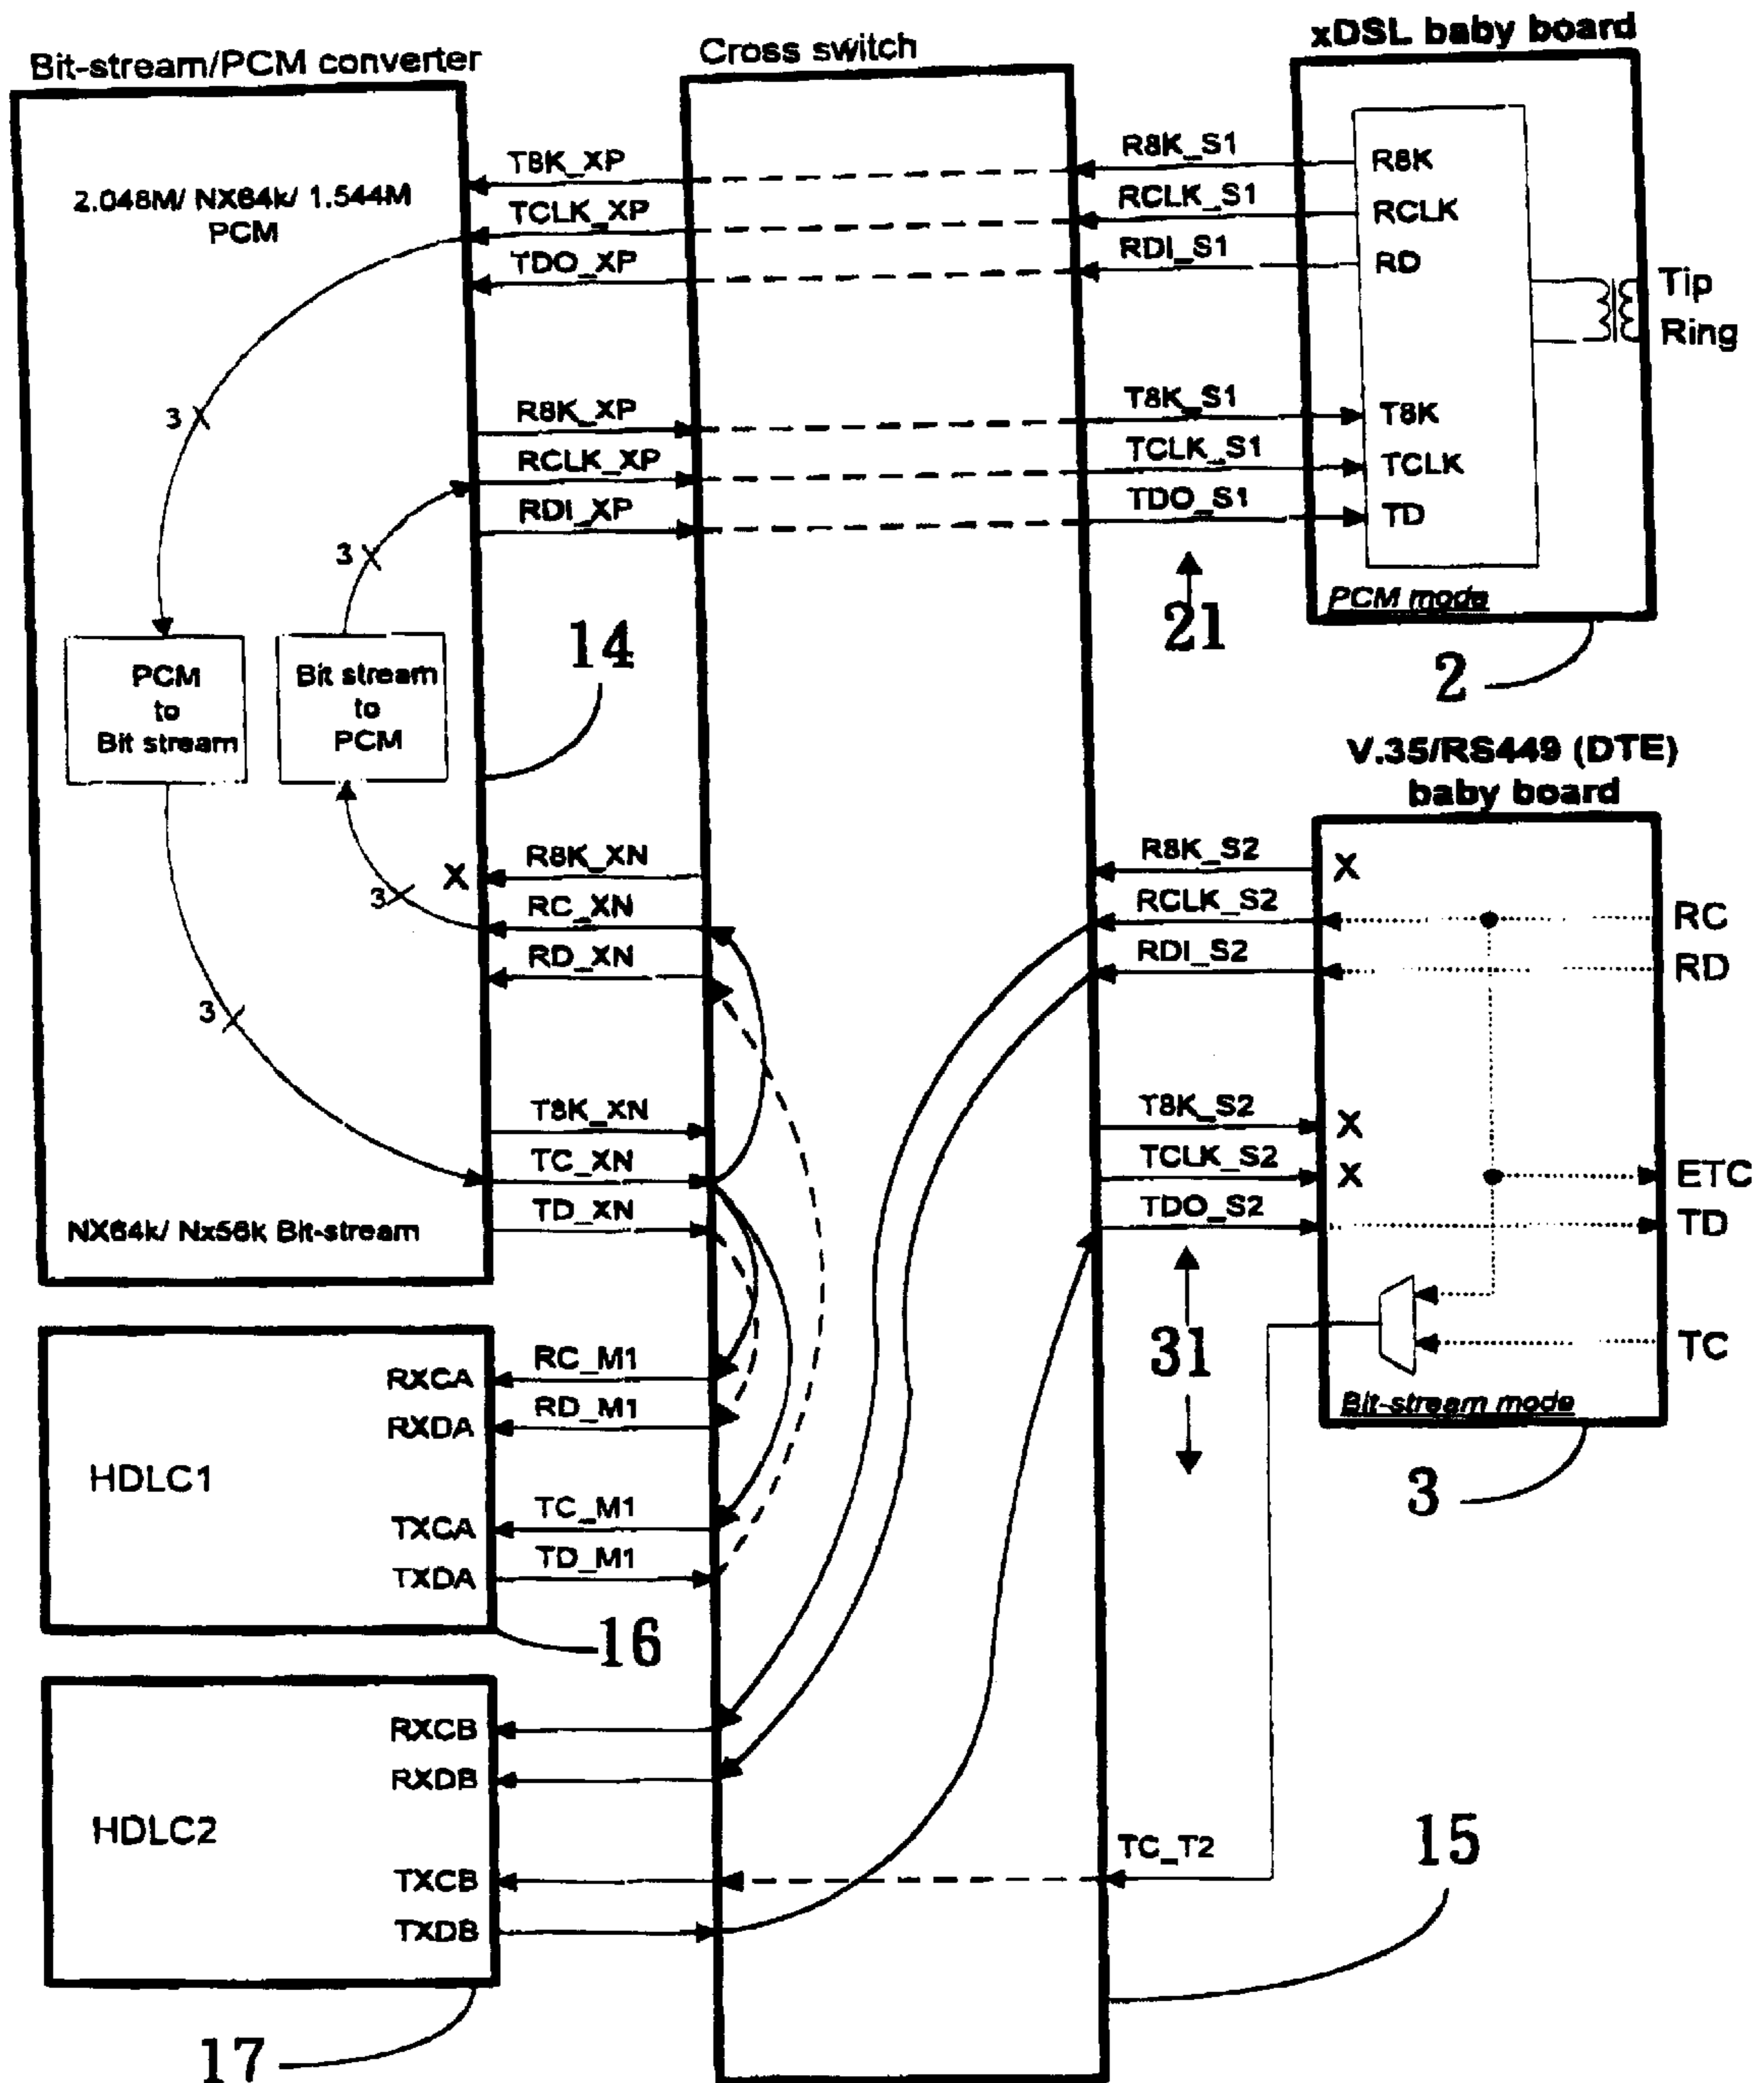 Bit-stream/PCM converter
Cross switch
xDSL baby board
2.048M/ NX64k/ 1.544M
PCM
T8K_XP
TCLK_XP
TDO_XP
R8K_S1
RCLK_S1
RDI_S1
R8K
RCLK
RD
Tip
Ring
3
R8K_XP
RCLK_XP
RDI_XP
T8K_S1
TCLK_S1
TDO_S1
T8K
TCLK
TD
3
PCM mode
21
2
14
PCM
to
Bit stream
Bit stream
to
PCM
V.35/RS449 (DTE)
baby board
X
R8K_XN
RC_XN
RD_XN
3
R8K_S2
RCLK_S2
RDI_S2
X
RC
RD
3
T8K_XN
TC_XN
TD_XN
T8K_S2
TCLK_S2
TDO_S2
X
X
ETC
TD
NX64k/ Nx56k Bit-stream
31
TC
Bit-stream mode
3
RXCA
RC_M1
RXDA
RD_M1
HDLC1
TXCA
TC_M1
TXDA
TD_M1
16
RXCB
RXDB
HDLC2
TXCB
TXDB
TC_T2
15
17